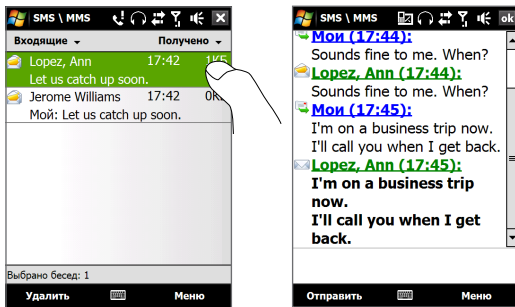 SMS \ MMS
Входящие
Получено
Lopez, Ann 17:42
Let us catch up soon.
Jerome Williams 17:42
Мой: Let us catch up soon.
Выбрано бесед: 1
Удалить
Меню
SMS \ MMS
ok
Мои (17:44):
Sounds fine to me. When?
Lopez, Ann (17:44):
Sounds fine to me. When?
Мои (17:45):
I'm on a business trip now.
I'll call you when I get back.
Lopez, Ann (17:45):
I'm on a business trip
now.
I'll call you when I get
back.
Отправить
Меню